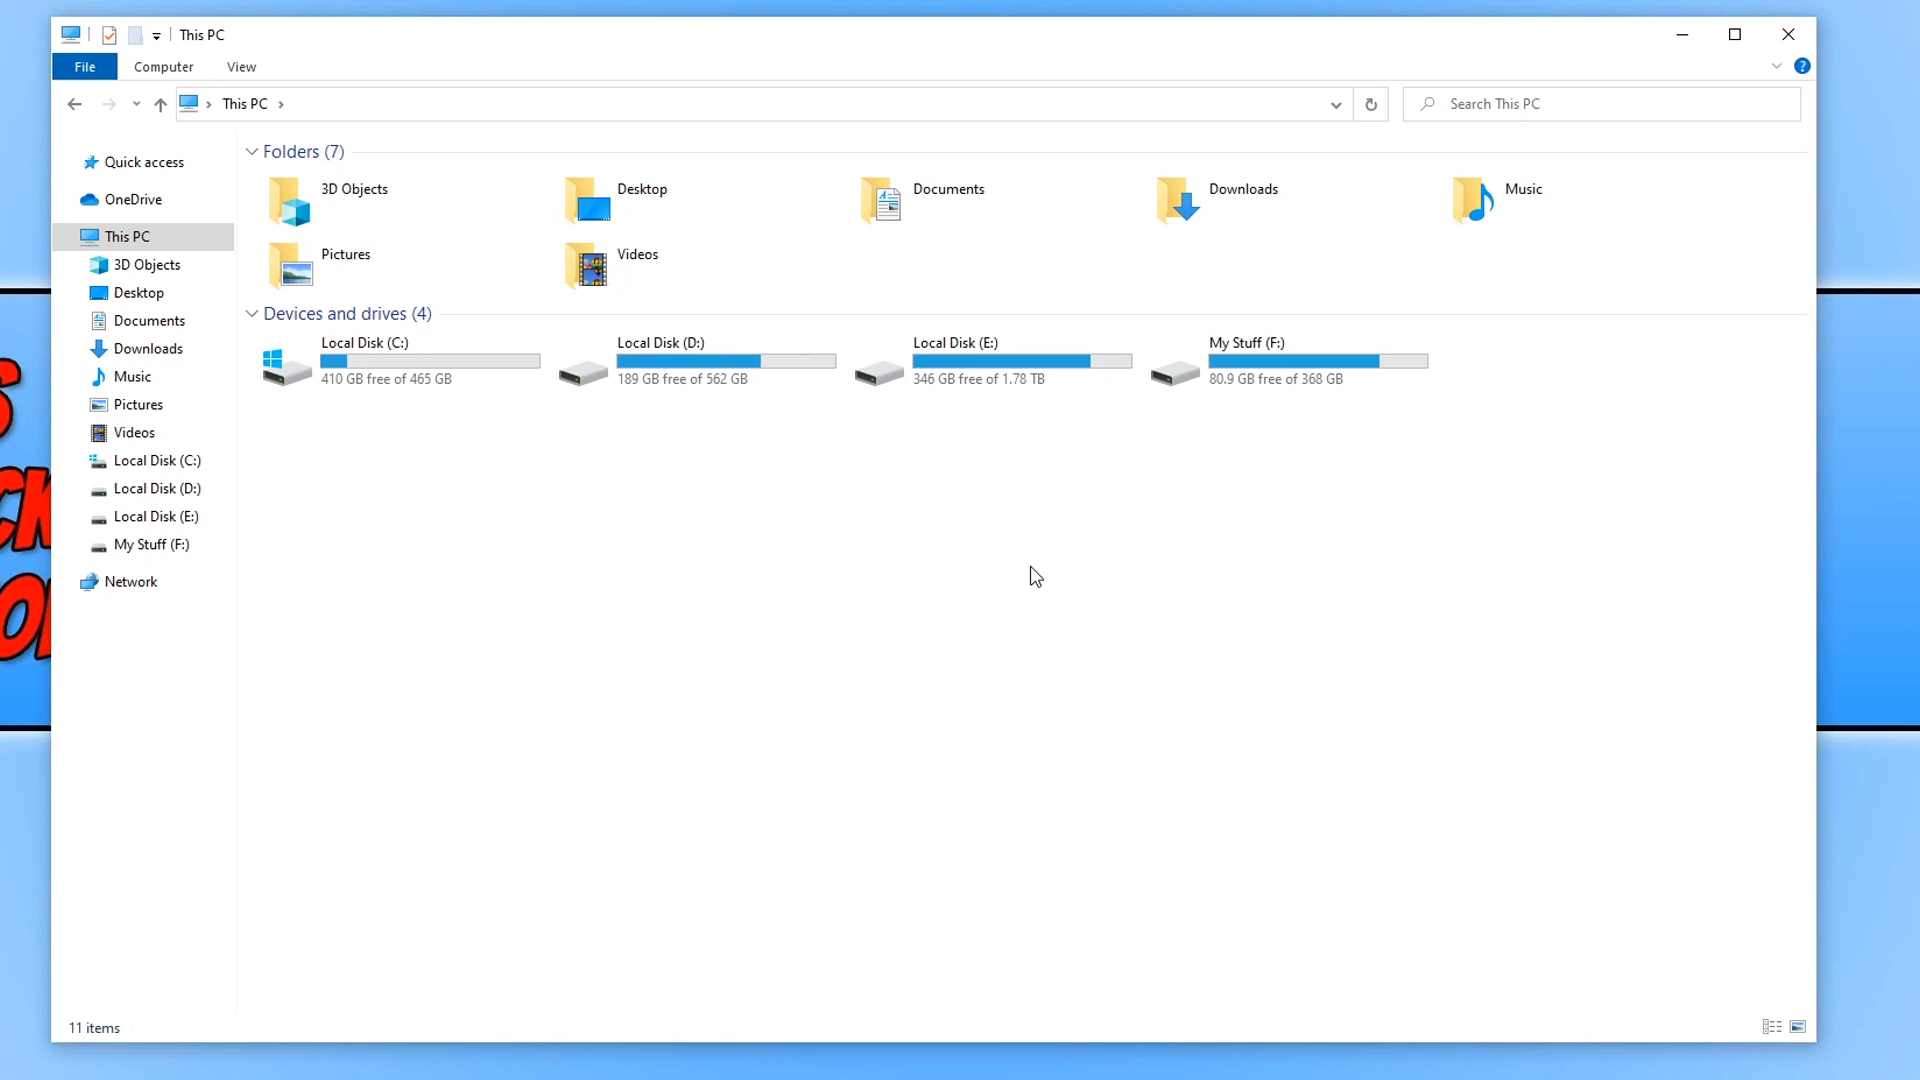 This PC
File Computer View
This PC
Search This PC
Quick access
OneDrive
This PC
3D Objects
Desktop
Documents
Downloads
Music
Pictures
Videos
Local Disk (C:)
Local Disk (D:)
Local Disk (E:)
My Stuff (F:)
Network
Folders (7)
3D Objects
Desktop
Documents
Downloads
Music
Pictures
Videos
Devices and drives (4)
Local Disk (C:)
410 GB free of 465 GB
Local Disk (D:)
189 GB free of 562 GB
Local Disk (E:)
346 GB free of 1.78 TB
My Stuff (F:)
80.9 GB free of 368 GB
11 items